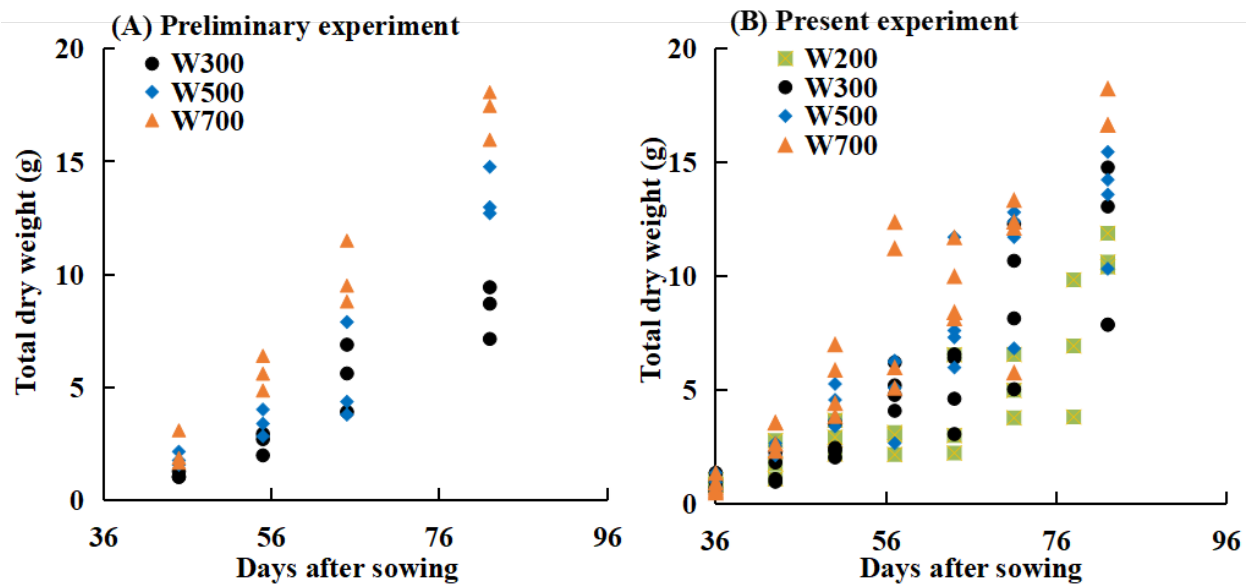 (A) Preliminary experiment
20
15
10
5
0
W300
W500
W700
Total dry weight (g)
36 56 76 96
Days after sowing
(B) Present experiment
20
15
10
5
0
W200
W300
W500
W700
Total dry weight (g)
36 56 76 96
Days after sowing